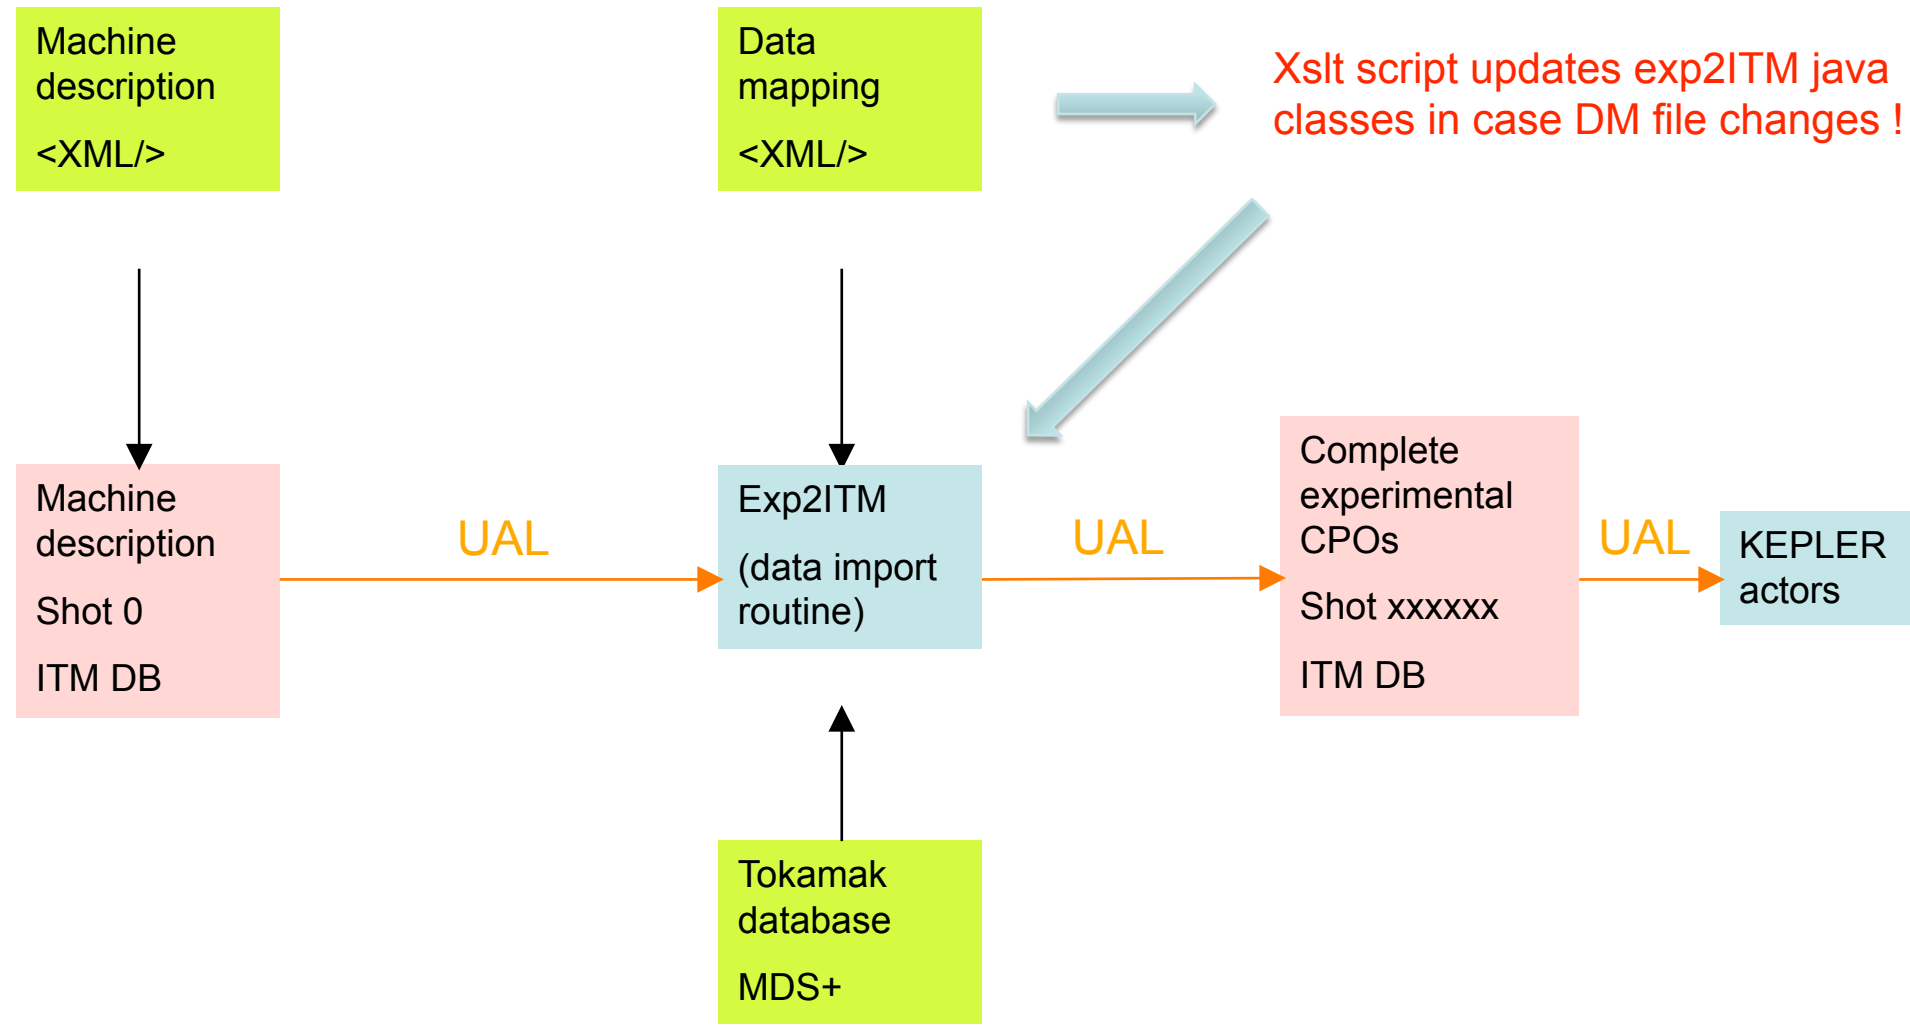 Machine
description
<XML/>
Data
mapping
<XML/>
Xslt script updates exp2ITM java
classes in case DM file changes !
Machine
description
Shot 0
ITM DB
UAL
Exp2ITM
(data import
routine)
UAL
Complete
experimental
CPOs
Shot xxxxxx
ITM DB
UAL
KEPLER
actors
Tokamak
database
MDS+